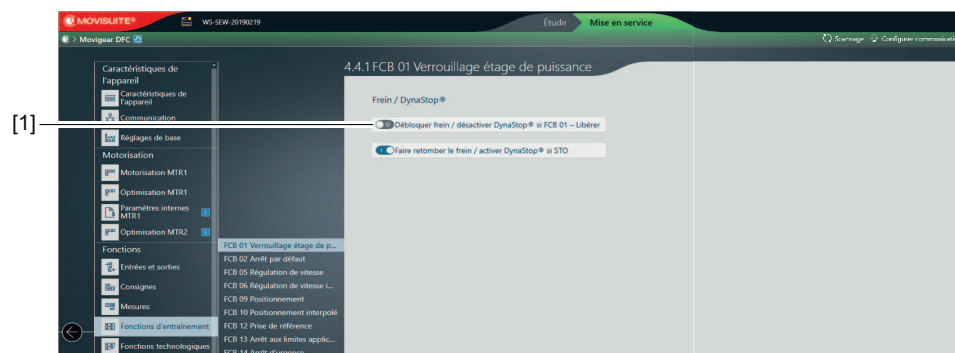 MOVISUITE®
WS-SEW-20190219
Étude
Mise en service
> Movigear DFC
Scannage
Configurer communicatio
Caractéristiques de
l'appareil
Caractéristiques de
l'appareil
Communication
Réglages de base
Motorisation
Motorisation MTR1
Optimisation MTR1
Paramètres internes
MTR1
Optimisation MTR2
Fonctions
Entrées et sorties
Consignes
Mesures
Fonctions d'entraînement
Fonctions technologiques
FCB 01 Verrouillage étage de p...
FCB 02 Arrêt par défaut
FCB 05 Régulation de vitesse
FCB 06 Régulation de vitesse i...
FCB 09 Positionnement
FCB 10 Positionnement interpolé
FCB 12 Prise de référence
FCB 13 Arrêt aux limites applic...
FCB 14 Arrêt d'urgence
4.4.1 FCB 01 Verrouillage étage de puissance
Frein / DynaStop®
[1]
Débloquer frein / désactiver DynaStop® si FCB 01 – Libérer
Faire retomber le frein / activer DynaStop® si STO